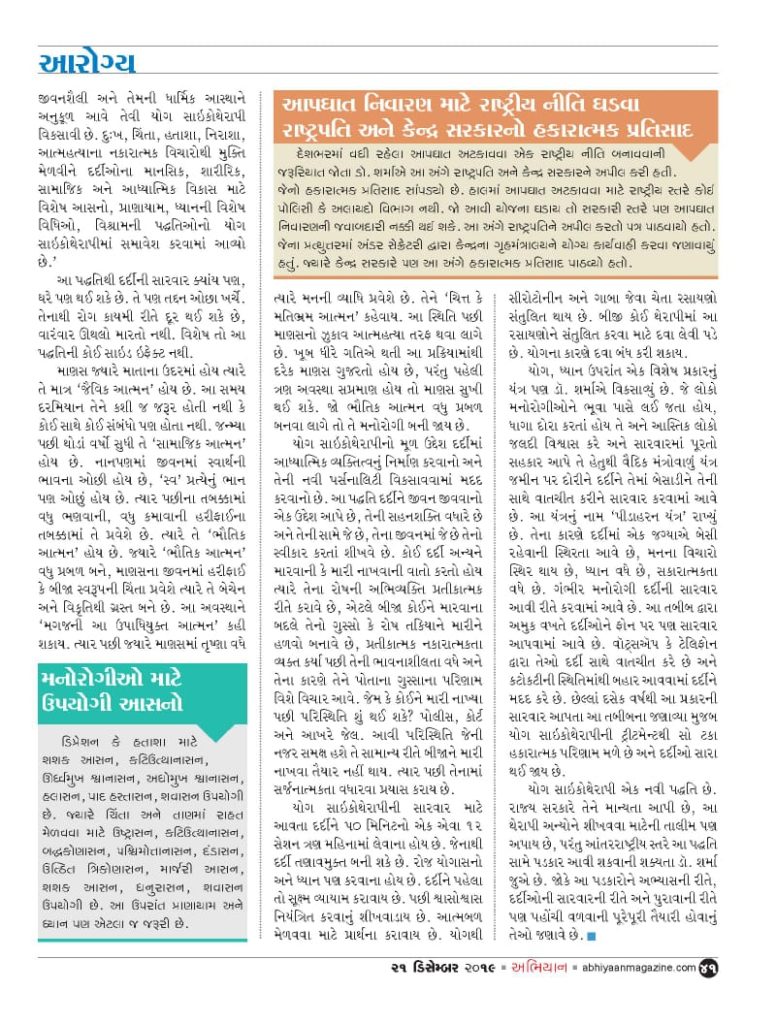 આરોગ્ય
જીવનશૈલી અને તેમની ધાર્મિક આસ્થાને
અનુકૂળ આવે તેવી યોગ સાઇકોથેરાપી
વિકસાવી છે. દુઃખ, ચિંતા, હતાશા, નિરાશા,
આત્મહત્યાના નકારાત્મક વિચારોથી મુક્તિ
મેળવીને દર્દીઓના માનસિક, શારીરિક,
સામાજિક અને આધ્યાત્મિક વિકાસ માટે
વિશેષ આસનો, પ્રાણાયામ, ધ્યાનની વિશેષ
વિધિઓ, વિશ્રામની પદ્ધતિઓનો યોગ
સાઇકોથેરાપીમાં સમાવેશ કરવામાં આવ્યો
છે.’
આ પદ્ધતિથી દર્દીની સારવાર ક્યાંય પણ,
ઘરે પણ થઈ શકે છે. તે પણ તદ્દન ઓછા ખર્ચે.
તેનાથી રોગ કાયમી રીતે દૂર થઈ શકે છે,
વારંવાર ઊથલો મારતો નથી. વિશેષ તો આ
પદ્ધતિની કોઈ સાઇડ ઇફેક્ટ નથી.
માણસ જ્યારે માતાના ઉદરમાં હોય ત્યારે
તે માત્ર ‘જૈવિક આત્મન’ હોય છે. આ સમય
દરમિયાન તેને કશી જ જરૂર હોતી નથી કે
કોઈ સાથે કોઈ સંબંધો પણ હોતા નથી. જન્મ્યા
પછી થોડાં વર્ષો સુધી તે ‘સામાજિક આત્મન’
હોય છે. નાનપણમાં જીવનમાં સ્વાર્થની
ભાવના ઓછી હોય છે, ‘સ્વ’ પ્રત્યેનું ભાન
પણ ઓછું હોય છે. ત્યાર પછીના તબક્કામાં
વધુ ભણવાની, વધુ કમાવાની હરીફાઈના
તબક્કામાં તે પ્રવેશે છે. ત્યારે તે ‘ભૌતિક
આત્મન’ હોય છે. જ્યારે ‘ભૌતિક આત્મન’
વધુ પ્રબળ બને, માણસના જીવનમાં હરીફાઈ
કે બીજા સ્વરૂપની ચિંતા પ્રવેશે ત્યારે તે બેચેન
અને વિકૃતિથી ગ્રસ્ત બને છે. આ અવસ્થાને
‘મગજની આ ઉપાધિયુક્ત આત્મન’ કહી
શકાય. ત્યાર પછી જ્યારે માણસમાં તૃષ્ણા વધે
મનોરોગીઓ માટે
ઉપયોગી આસનો
ડિપ્રેશન કે હતાશા માટે
શશક આસન, કટિઉત્થાનાસન,
ઊર્ધ્વમુખ શ્વાનાસન, અધોમુખ શ્વાનાસન,
હલાસન, પાદ હસ્તાસન, શવાસન ઉપયોગી
છે. જ્યારે ચિંતા અને તાણમાં રાહત
મેળવવા માટે ઉષ્ટ્રાસન, કટિઉત્થાનાસન,
બદ્ધકોણાસન, પશ્ચિમોતાનાસન, દંડાસન,
ઉત્થિત ત્રિકોણાસન, માર્જારી આસન,
શશક આસન, ધનુરાસન, શવાસન
ઉપયોગી છે. આ ઉપરાંત પ્રાણાયામ અને
ધ્યાન પણ એટલા જ જરૂરી છે.
આપઘાત નિવારણ માટે રાષ્ટ્રીય નીતિ ઘડવા
રાષ્ટ્રપતિ અને કેન્દ્ર સરકારનો હકારાત્મક પ્રતિસાદ
દેશભરમાં વધી રહેલા આપઘાત અટકાવવા એક રાષ્ટ્રીય નીતિ બનાવવાની
જરૂરિયાત જોતા ડૉ. શર્માએ આ અંગે રાષ્ટ્રપતિ અને કેન્દ્ર સરકારને અપીલ કરી હતી.
જેનો હકારાત્મક પ્રતિસાદ સાંપડ્યો છે. હાલમાં આપઘાત અટકાવવા માટે રાષ્ટ્રીય સ્તરે કોઈ
પોલિસી કે અલાયદો વિભાગ નથી. જો આવી યોજના ઘડાય તો સરકારી સ્તરે પણ આપઘાત
નિવારણની જવાબદારી નક્કી થઈ શકે. આ અંગે રાષ્ટ્રપતિને અપીલ કરતો પત્ર પાઠવાયો હતો.
જેના પ્રત્યુત્તરમાં અંડર સેક્રેટરી દ્વારા કેન્દ્રના ગૃહમંત્રાલયને યોગ્ય કાર્યવાહી કરવા જણાવાયું
હતું. જ્યારે કેન્દ્ર સરકારે પણ આ અંગે હકારાત્મક પ્રતિસાદ પાઠવ્યો હતો.
ત્યારે મનની વ્યાધિ પ્રવેશે છે. તેને ‘ચિત્ત કે
મતિભ્રમ આત્મન’ કહેવાય. આ સ્થિતિ પછી
માણસનો ઝુકાવ આત્મહત્યા તરફ થવા લાગે
છે. ખૂબ ધીરે ગતિએ થતી આ પ્રક્રિયામાંથી
દરેક માણસ ગુજરતો હોય છે, પરંતુ પહેલી
ત્રણ અવસ્થા સપ્રમાણ હોય તો માણસ સુખી
થઈ શકે. જો ભૌતિક આત્મન વધુ પ્રબળ
બનવા લાગે તો તે મનોરોગી બની જાય છે.
યોગ સાઇકોથેરાપીનો મૂળ ઉદ્દેશ દર્દીમાં
આધ્યાત્મિક વ્યક્તિત્વનું નિર્માણ કરવાનો અને
તેની નવી પર્સનાલિટી વિકસાવવામાં મદદ
કરવાનો છે. આ પદ્ધતિ દર્દીને જીવન જીવવાનો
એક ઉદ્દેશ આપે છે, તેની સહનશક્તિ વધારે છે
અને તેની સામે જે છે, તેના જીવનમાં જે છે તેનો
સ્વીકાર કરતાં શીખવે છે. કોઈ દર્દી અન્યને
મારવાની કે મારી નાખવાની વાતો કરતો હોય
ત્યારે તેના રોષની અભિવ્યક્તિ પ્રતીકાત્મક
રીતે કરાવે છે, એટલે બીજા કોઈને મારવાના
બદલે તેનો ગુસ્સો કે રોષ તકિયાને મારીને
હળવો બનાવે છે, પ્રતીકાત્મક નકારાત્મકતા
વ્યક્ત કર્યા પછી તેની ભાવનાશીલતા વધે અને
તેના કારણે તેને પોતાના ગુસ્સાના પરિણામ
વિશે વિચાર આવે. જેમ કે કોઈને મારી નાખ્યા
પછી પરિસ્થિતિ શું થઈ શકે? પોલીસ, કોર્ટ
અને આખરે જેલ. આવી પરિસ્થિતિ જેની
નજર સમક્ષ હશે તે સામાન્ય રીતે બીજાને મારી
નાખવા તૈયાર નહીં થાય. ત્યાર પછી તેનામાં
સર્જનાત્મકતા વધારવા પ્રયાસ કરાય છે.
યોગ સાઇકોથેરાપીની સારવાર માટે
આવતા દર્દીને ૫૦ મિનિટનો એક એવા ૧૨
સેશન ત્રણ મહિનામાં લેવાના હોય છે. જેનાથી
દર્દી તણાવમુક્ત બની શકે છે. રોજ યોગાસનો
અને ધ્યાન પણ કરવાના હોય છે. દર્દીને પહેલા
તો સૂક્ષ્મ વ્યાયામ કરાવાય છે. પછી શ્વાસોશ્વાસ
નિયંત્રિત કરવાનું શીખવાડાય છે. આત્મબળ
મેળવવા માટે પ્રાર્થના કરાવાય છે. યોગથી
સીરોટોનીન અને ગાબા જેવા ચેતા રસાયણો
સંતુલિત થાય છે. બીજી કોઈ થેરાપીમાં આ
રસાયણોને સંતુલિત કરવા માટે દવા લેવી પડે
છે. યોગના કારણે દવા બંધ કરી શકાય.
યોગ, ધ્યાન ઉપરાંત એક વિશેષ પ્રકારનું
યંત્ર પણ ડૉ. શર્માએ વિકસાવ્યું છે. જે લોકો
મનોરોગીઓને ભૂવા પાસે લઈ જતા હોય,
ધાગા દોરા કરતાં હોય તે અને આસ્તિક લોકો
જલદી વિશ્વાસ કરે અને સારવારમાં પૂરતો
સહકાર આપે તે હેતુથી વૈદિક મંત્રોવાળું યંત્ર
જમીન પર દોરીને દર્દીને તેમાં બેસાડીને તેની
સાથે વાતચીત કરીને સારવાર કરવામાં આવે
છે. આ યંત્રનું નામ ‘પીડાહરન યંત્ર’ રાખ્યું
છે. તેના કારણે દર્દીમાં એક જગ્યાએ બેસી
રહેવાની સ્થિરતા આવે છે, મનના વિચારો
સ્થિર થાય છે, ધ્યાન વધે છે, સકારાત્મકતા
વધે છે. ગંભીર મનોરોગી દર્દીની સારવાર
આવી રીતે કરવામાં આવે છે. આ તબીબ દ્વારા
અમુક વખતે દર્દીઓને ફોન પર પણ સારવાર
આપવામાં આવે છે. વૉટ્સઍપ કે ટેલિફોન
દ્વારા તેઓ દર્દી સાથે વાતચીત કરે છે અને
કટોકટીની સ્થિતિમાંથી બહાર આવવામાં દર્દીને
મદદ કરે છે. છેલ્લાં દસેક વર્ષથી આ પ્રકારની
સારવાર આપતા આ તબીબના જણાવ્યા મુજબ
યોગ સાઇકોથેરાપીની ટ્રીટમેન્ટથી સો ટકા
હકારાત્મક પરિણામ મળે છે અને દર્દીઓ સારા
થઈ જાય છે.
યોગ સાઇકોથેરાપી એક નવી પદ્ધતિ છે.
રાજ્ય સરકારે તેને માન્યતા આપી છે, આ
થેરાપી અન્યોને શીખવવા માટેની તાલીમ પણ
અપાય છે, પરંતુ આંતરરાષ્ટ્રીય સ્તરે આ પદ્ધતિ
સામે પડકાર આવી શકવાની શક્યતા ડૉ. શર્મા
જુએ છે. જોકે આ પડકારોને અભ્યાસની રીતે,
દર્દીઓની સારવારની રીતે અને પુરાવાની રીતે
પણ પહોંચી વળવાની પૂરેપૂરી તૈયારી હોવાનું
તેઓ જણાવે છે.
૨૧ ડિસેમ્બર ૨૦૧૯ ▪ અભિયાન ▪ abhiyaanmagazine.com ૪૧